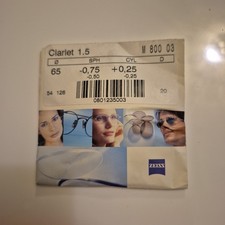 Clarlet 1.5 M 800 03
Ø SPH CYL D
65 -0,75 +0,25
-0,50 -0,25
54 128
0801235003
ZEISS